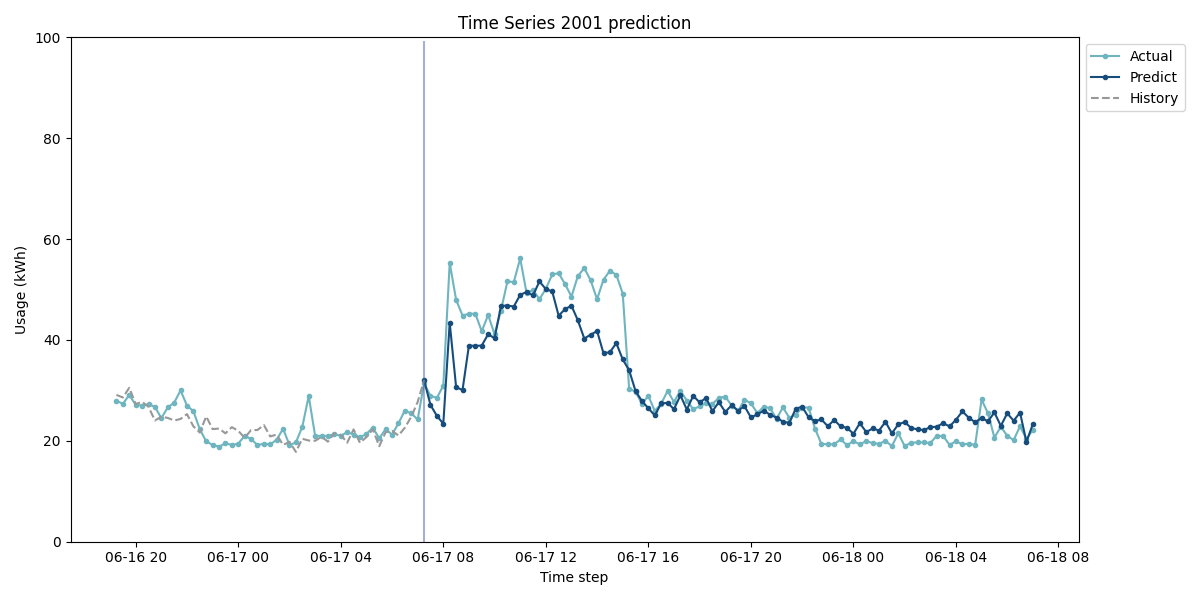 Time Series 2001 prediction
100
80
60
40
20
0
Usage (kWh)
06-16 20
06-17 00
06-17 04
06-17 08
06-17 12
06-17 16
06-17 20
06-18 00
06-18 04
06-18 08
Time step
Actual
Predict
History